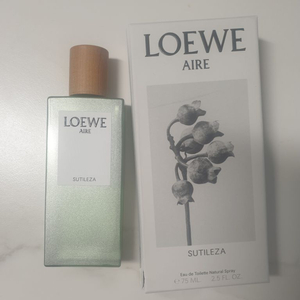 LOEWE
AIRE
SUTILEZA
LOEWE
AIRE
SUTILEZA
Eau de Toilette Natural Spray
℮ 75 ML 2.5 FL. OZ